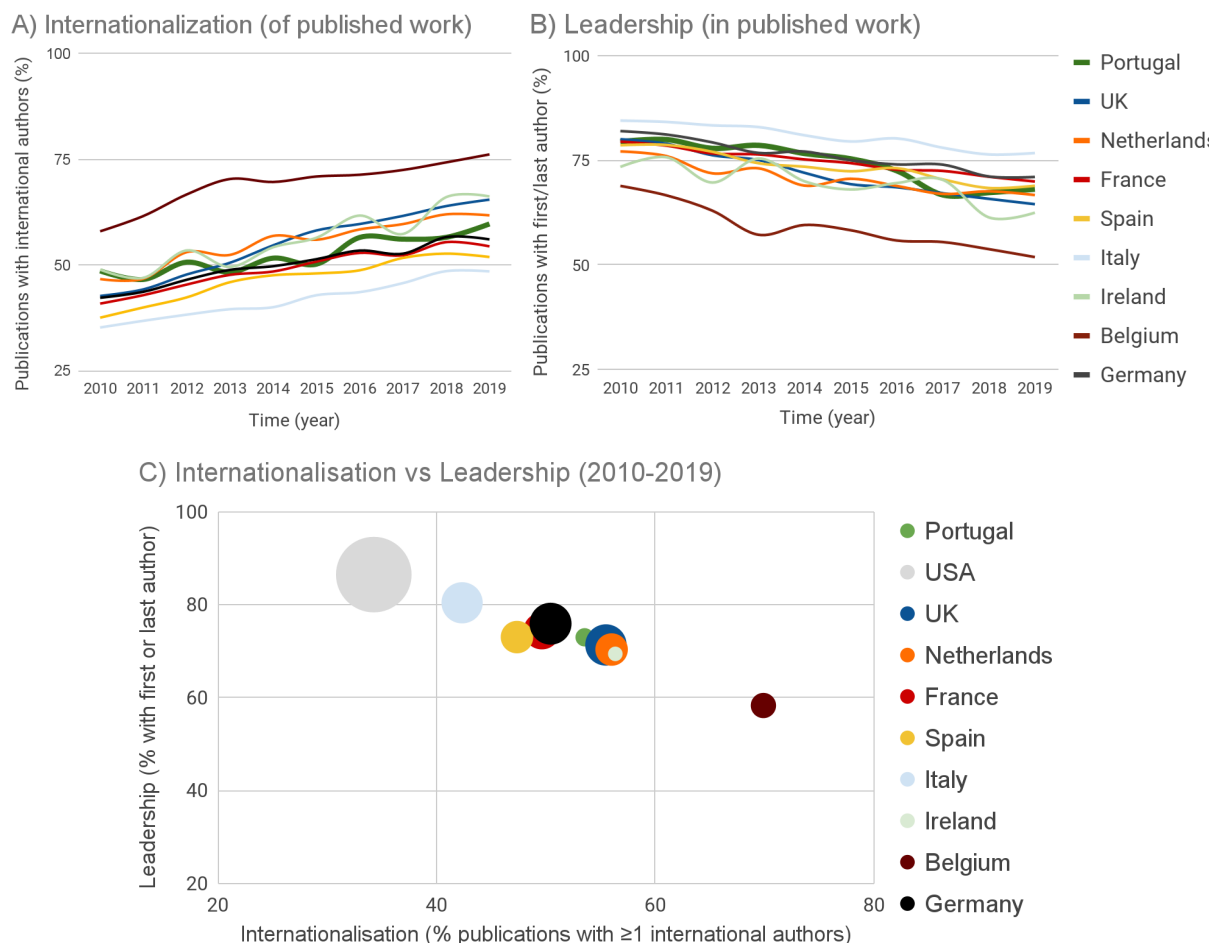 A) Internationalization (of published work)
Publications with international authors (%)
100
75
50
25
2010 2011 2012 2013 2014 2015 2016 2017 2018 2019
Time (year)
B) Leadership (in published work)
Publications with first/last author (%)
100
75
50
25
2010 2011 2012 2013 2014 2015 2016 2017 2018 2019
Time (year)
Portugal
UK
Netherlands
France
Spain
Italy
Ireland
Belgium
Germany
C) Internationalisation vs Leadership (2010-2019)
Leadership (% with first or last author)
100
80
60
40
20
20 40 60 80
Internationalisation (% publications with ≥1 international authors)
Portugal
USA
UK
Netherlands
France
Spain
Italy
Ireland
Belgium
Germany